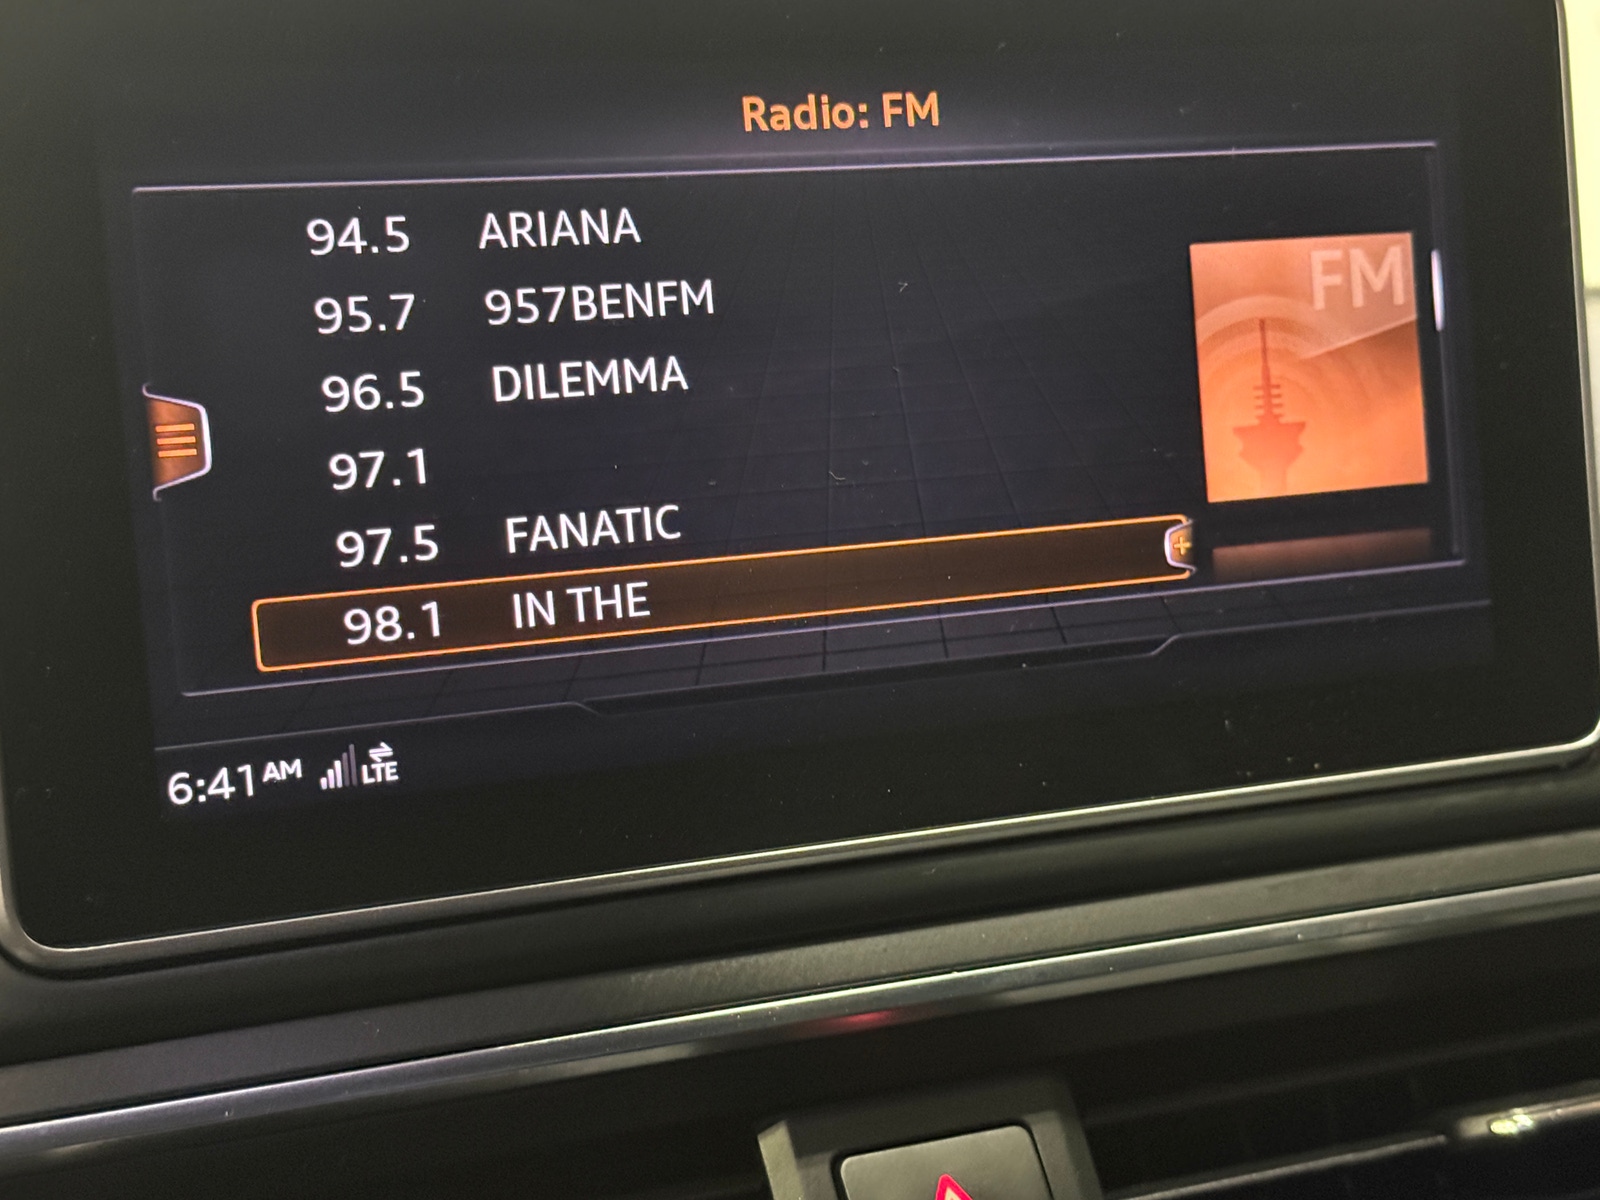 Radio: FM
94.5 ARIANA
95.7 957BENFM
96.5 DILEMMA
97.1
97.5 FANATIC
98.1 IN THE
FM
6:41 AM LTE